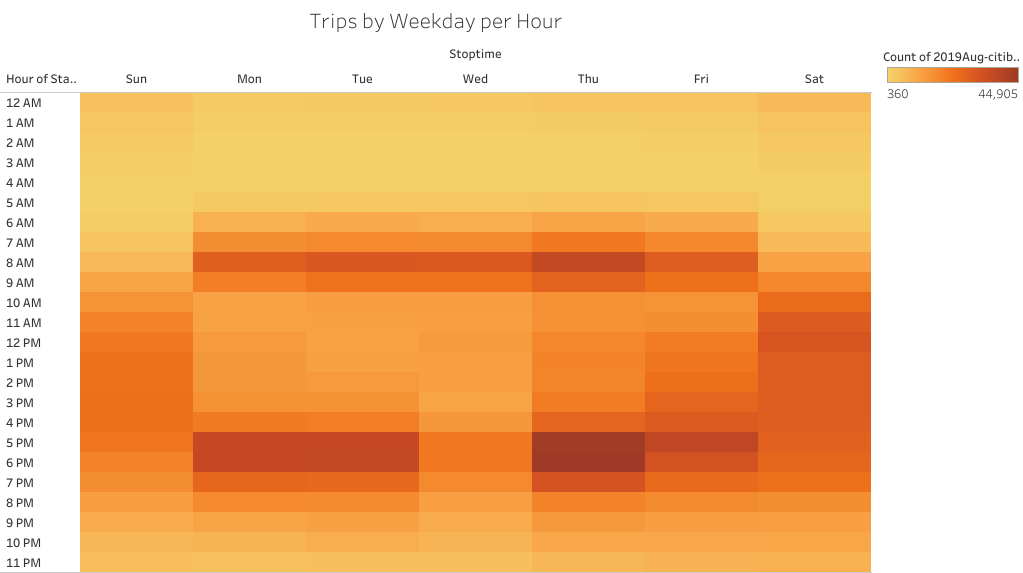 Trips by Weekday per Hour
Stoptime
Hour of Sta.. Sun Mon Tue Wed Thu Fri Sat
Count of 2019Aug-citib..
360 44,905
12 AM
1 AM
2 AM
3 AM
4 AM
5 AM
6 AM
7 AM
8 AM
9 AM
10 AM
11 AM
12 PM
1 PM
2 PM
3 PM
4 PM
5 PM
6 PM
7 PM
8 PM
9 PM
10 PM
11 PM